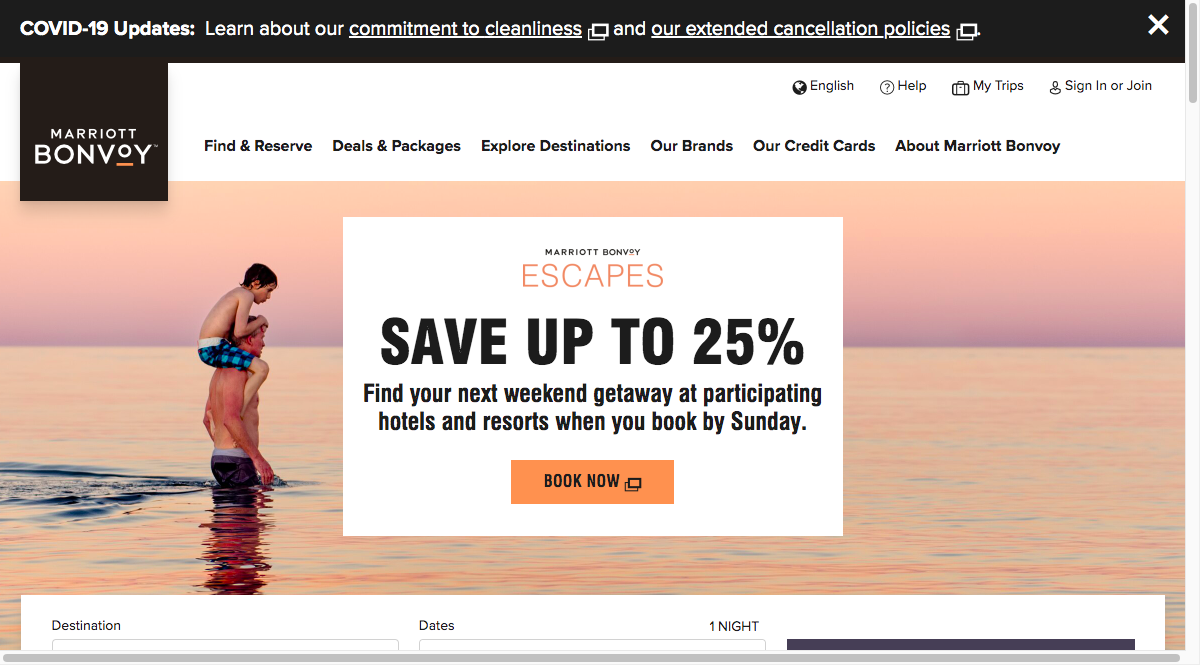 COVID-19 Updates: Learn about our commitment to cleanliness and our extended cancellation policies.
English Help My Trips Sign In or Join
MARRIOTT
BONVOY™
Find & Reserve Deals & Packages Explore Destinations Our Brands Our Credit Cards About Marriott Bonvoy
MARRIOTT BONVOY
ESCAPES
SAVE UP TO 25%
Find your next weekend getaway at participating
hotels and resorts when you book by Sunday.
BOOK NOW
Destination Dates 1 NIGHT